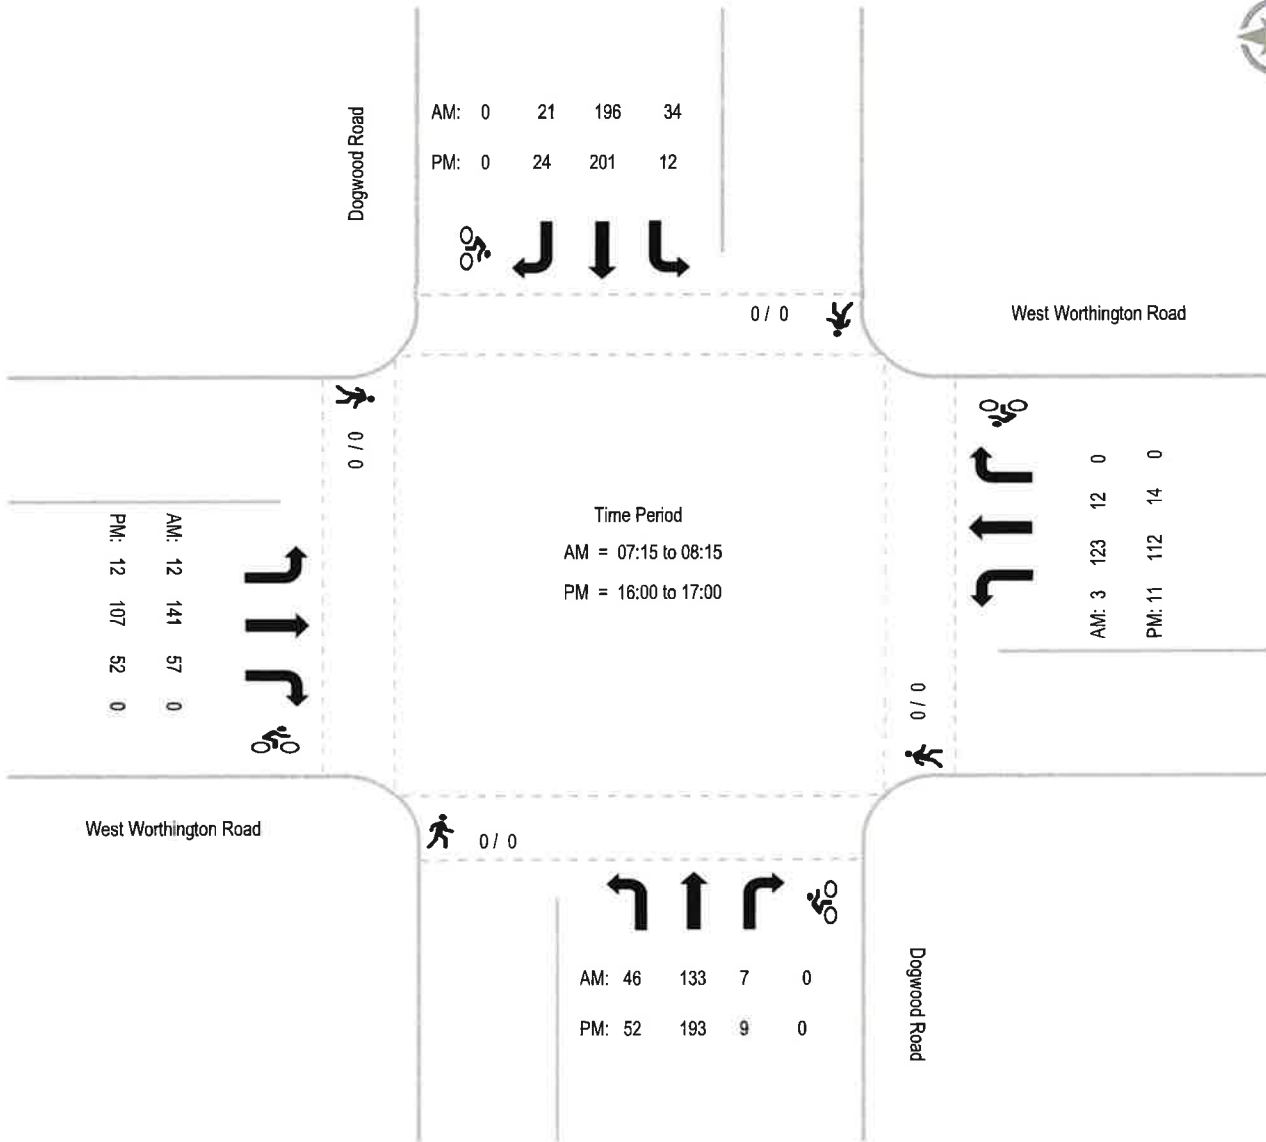 Dogwood Road
AM: 0 21 196 34
PM: 0 24 201 12
0 / 0
West Worthington Road
0 / 0
AM: 12 141 57 0
PM: 12 107 52 0
Time Period
AM = 07:15 to 08:15
PM = 16:00 to 17:00
AM: 3 123 12 0
PM: 11 112 14 0
0 / 0
West Worthington Road
0 / 0
AM: 46 133 7 0
PM: 52 193 9 0
Dogwood Road